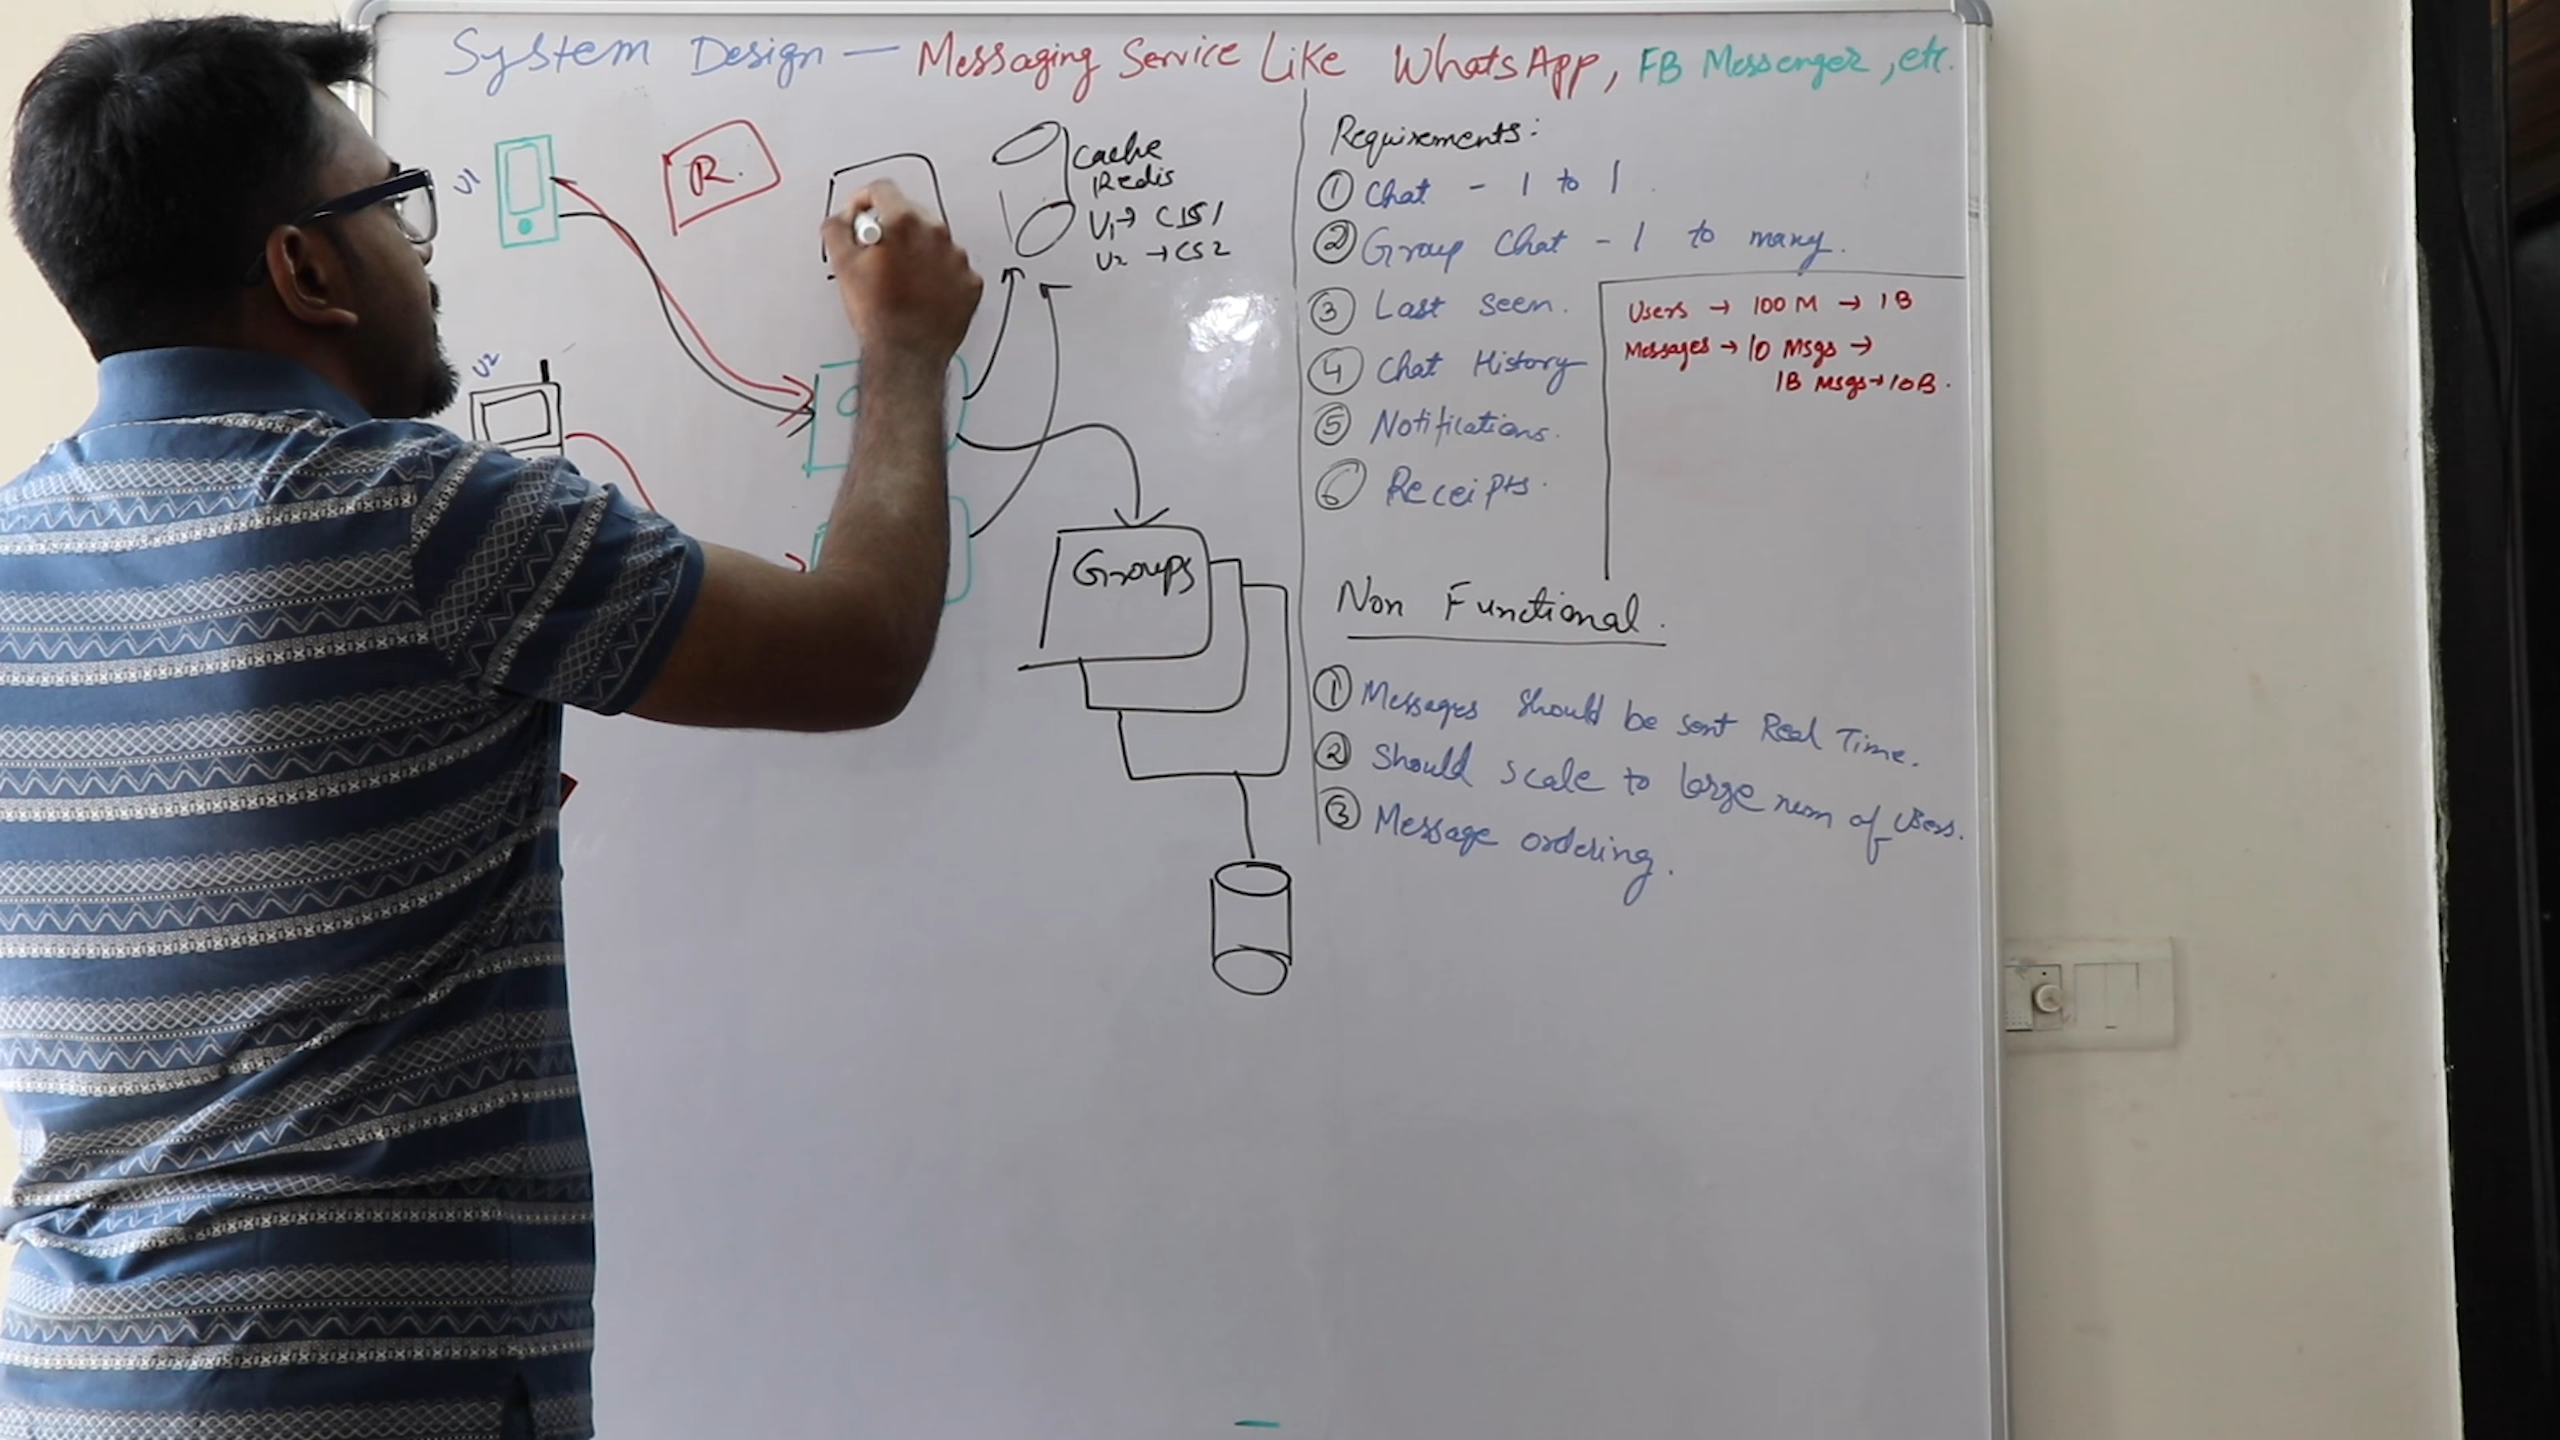 System Design — Messaging Service Like WhatsApp, FB Messenger, etc.
U1
R.
Cache
Redis
U1 → CS1
U2 → CS2
U2
Groups
Requirements:
① Chat - 1 to 1
② Group Chat - 1 to many.
③ Last seen.
④ Chat History
⑤ Notifications.
⑥ Receipts.
Users → 100 M → 1 B
Messages → 10 Msgs →
1B Msgs → 10B.
Non Functional.
① Messages should be sent Real Time.
② Should scale to large num of users.
③ Message ordering.